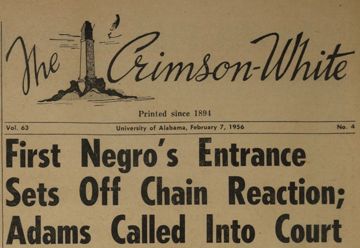 The Crimson-White
Printed since 1894
Vol. 63 University of Alabama, February 7, 1956 No. 4
First Negro's Entrance
Sets Off Chain Reaction;
Adams Called Into Court